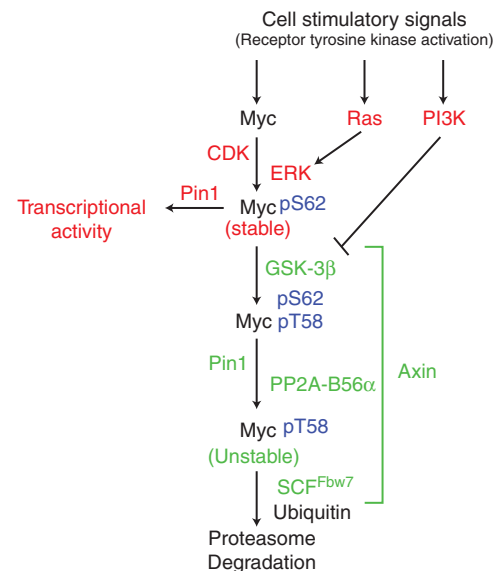 Cell stimulatory signals
(Receptor tyrosine kinase activation)
Myc
Ras
PI3K
CDK
ERK
Pin1
Transcriptional
activity
Myc pS62
(stable)
GSK-3β
pS62
Myc pT58
Pin1
PP2A-B56α
Axin
Myc pT58
(Unstable)
SCFFbw7
Ubiquitin
Proteasome
Degradation